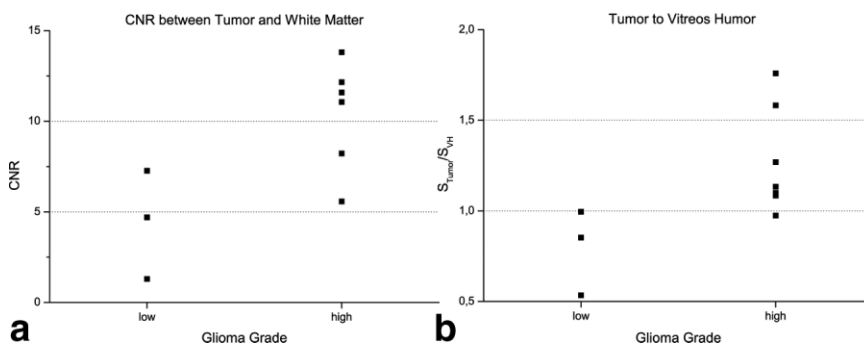 CNR between Tumor and White Matter
15
10
5
0
CNR
low
high
Glioma Grade
a
Tumor to Vitreos Humor
2,0
1,5
1,0
0,5
S_Tumor/S_VH
low
high
Glioma Grade
b